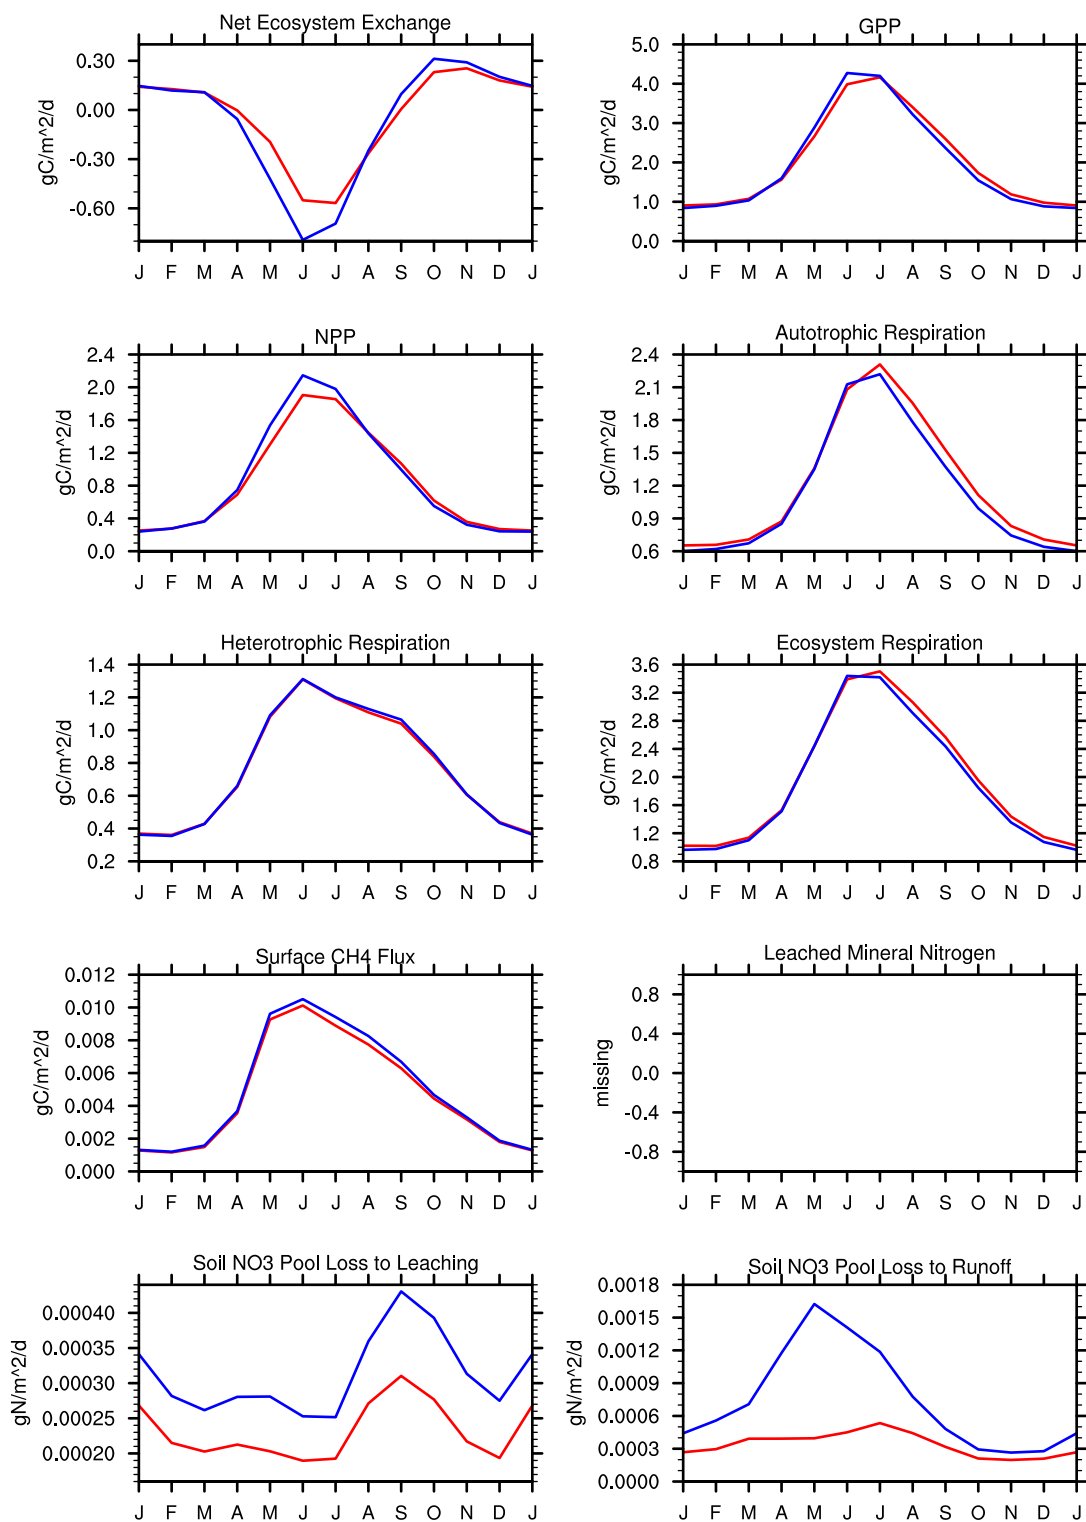 Net Ecosystem Exchange
gC/m^2/d
0.30
0.00
-0.30
-0.60
J F M A M J J A S O N D J
GPP
gC/m^2/d
5.0
4.0
3.0
2.0
1.0
0.0
J F M A M J J A S O N D J
NPP
gC/m^2/d
2.4
2.0
1.6
1.2
0.8
0.4
0.0
J F M A M J J A S O N D J
Autotrophic Respiration
gC/m^2/d
2.4
2.1
1.8
1.5
1.2
0.9
0.6
J F M A M J J A S O N D J
Heterotrophic Respiration
gC/m^2/d
1.4
1.2
1.0
0.8
0.6
0.4
0.2
J F M A M J J A S O N D J
Ecosystem Respiration
gC/m^2/d
3.6
3.2
2.8
2.4
2.0
1.6
1.2
0.8
J F M A M J J A S O N D J
Surface CH4 Flux
gC/m^2/d
0.012
0.010
0.008
0.006
0.004
0.002
0.000
J F M A M J J A S O N D J
Leached Mineral Nitrogen
missing
0.8
0.4
0.0
-0.4
-0.8
J F M A M J J A S O N D J
Soil NO3 Pool Loss to Leaching
gN/m^2/d
0.00040
0.00035
0.00030
0.00025
0.00020
J F M A M J J A S O N D J
Soil NO3 Pool Loss to Runoff
gN/m^2/d
0.0018
0.0015
0.0012
0.0009
0.0006
0.0003
0.0000
J F M A M J J A S O N D J